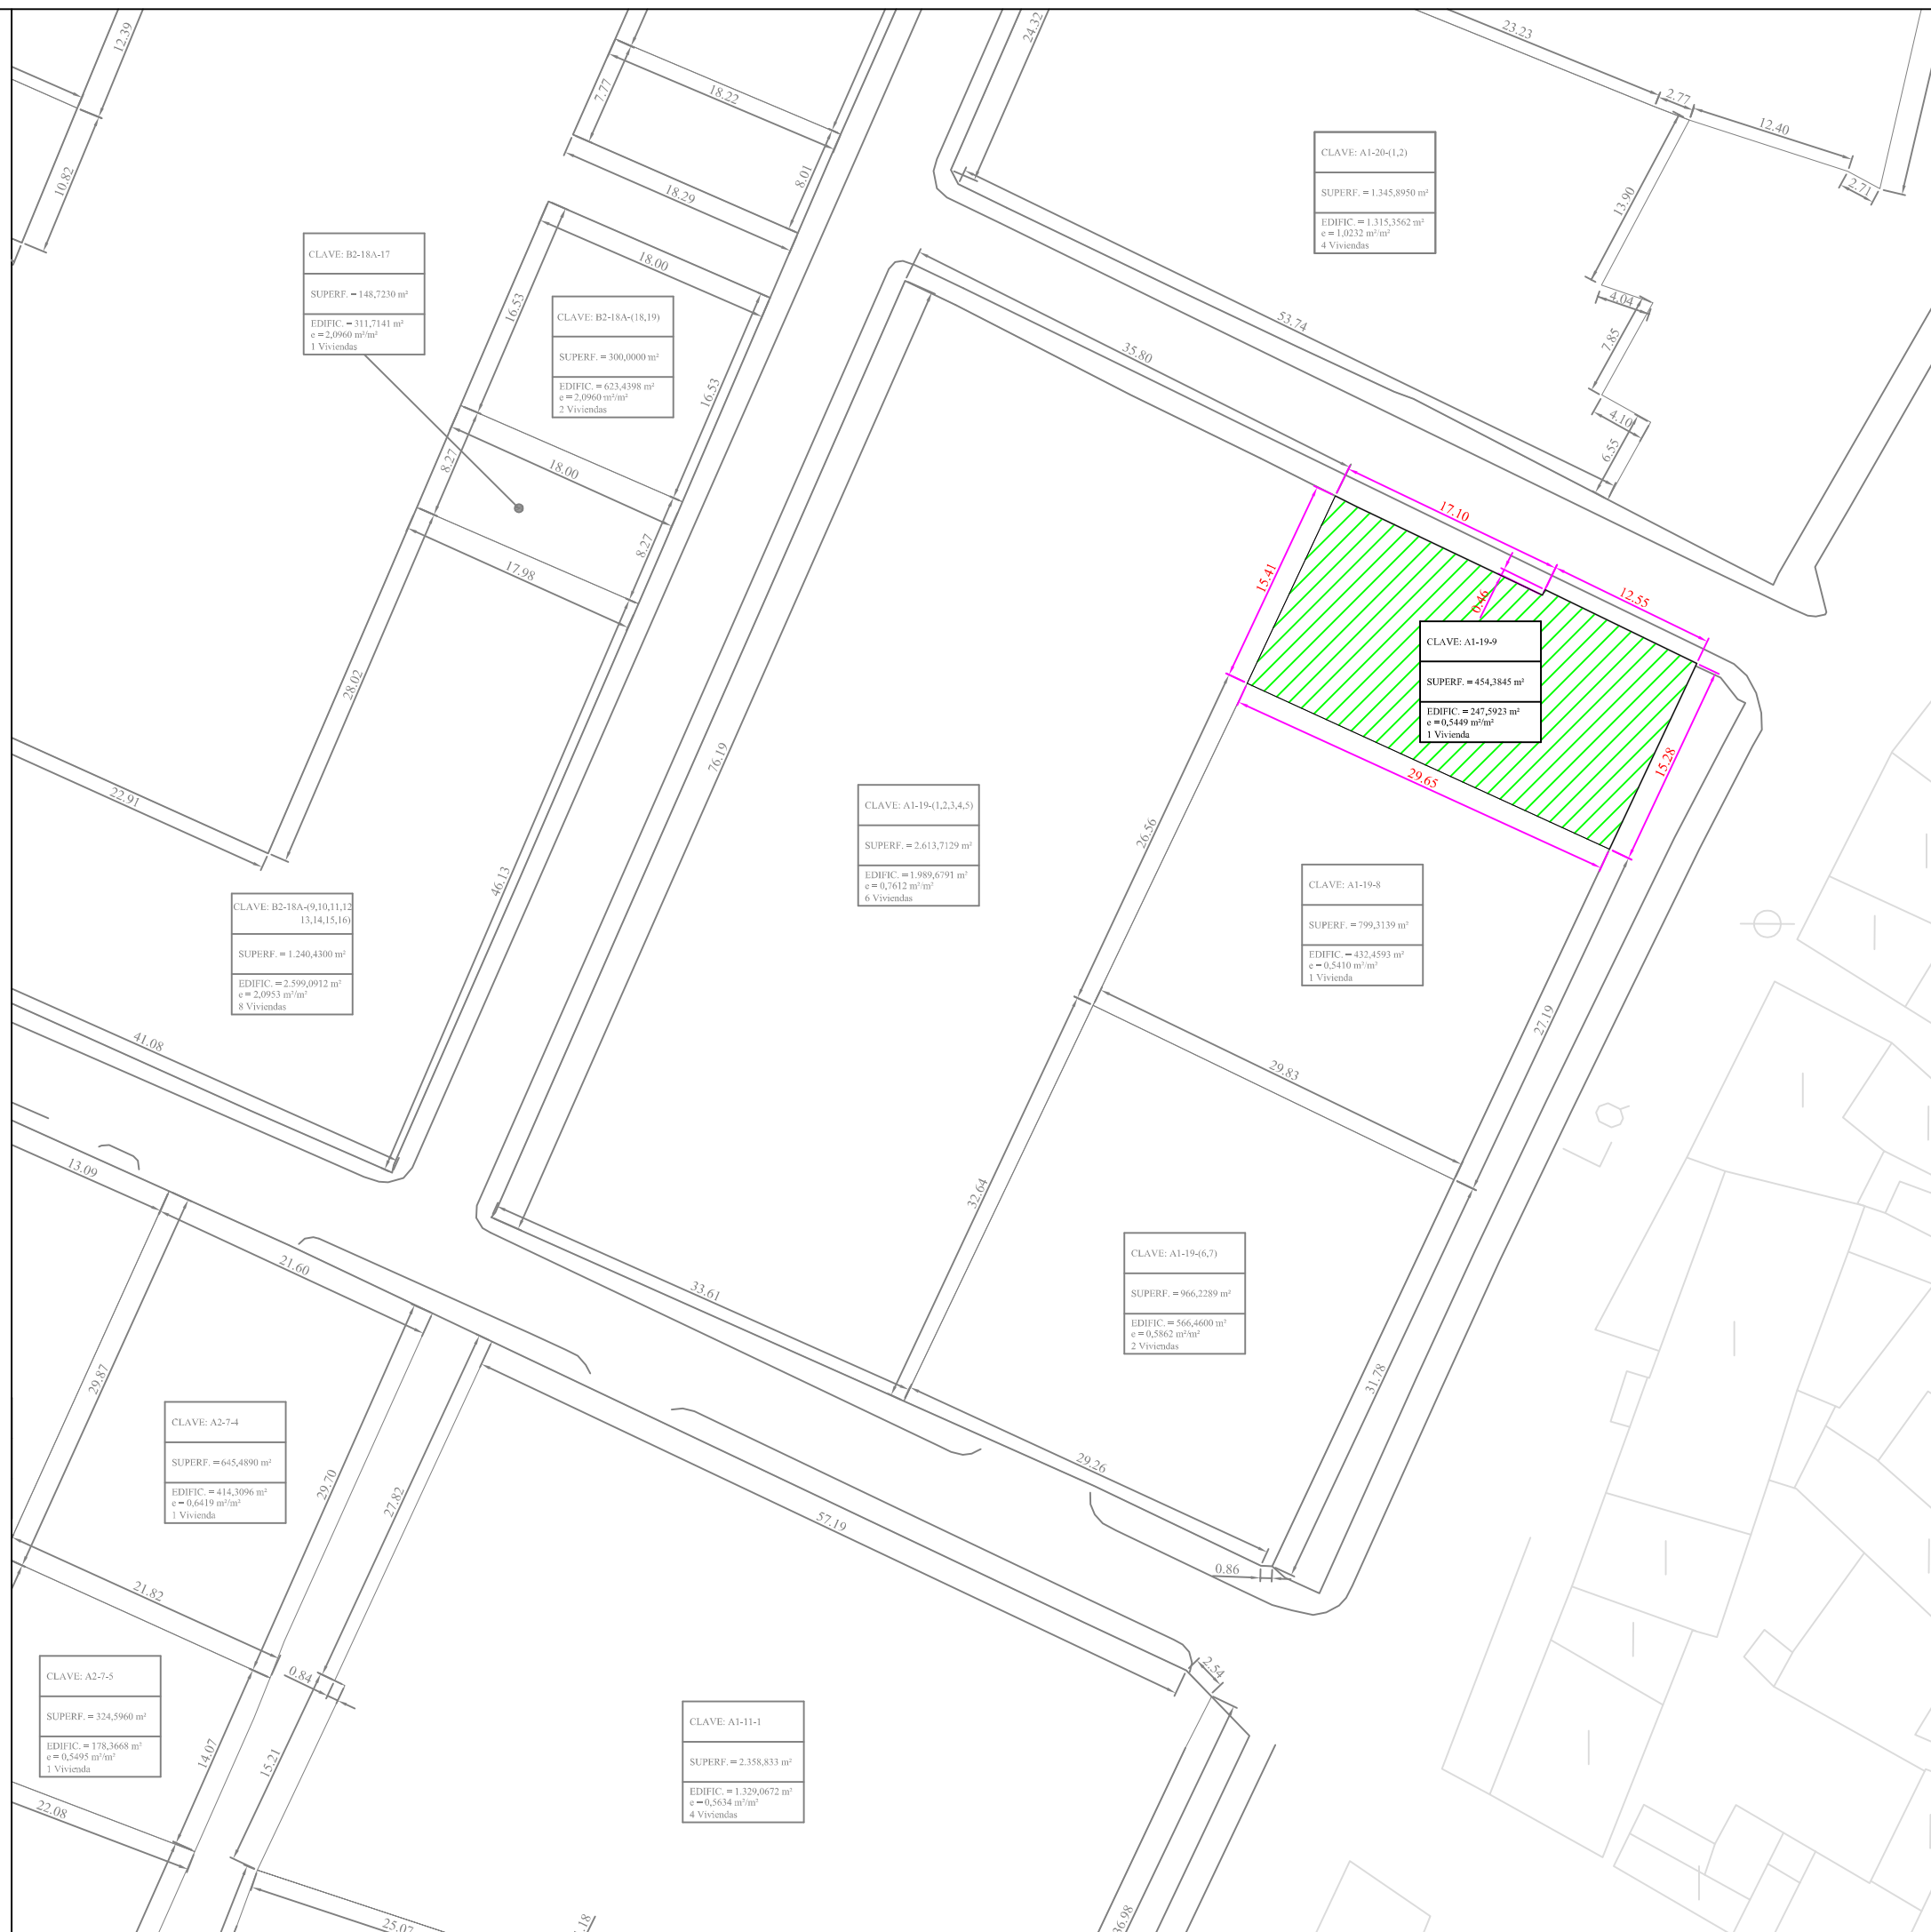 12.39
24.32
23.23
2.77
12.40
2.71
7.77
18.22
10.82
8.01
18.29
13.90
CLAVE: A1-20-(1,2)
SUPERF. = 1.345,8950 m²
EDIFIC. = 1.315,3562 m²
e = 1,0232 m²/m²
4 Viviendas
CLAVE: B2-18A-17
SUPERF. = 148,7230 m²
EDIFIC. = 311,7141 m²
e = 2,0960 m²/m²
1 Viviendas
18.00
16.53
CLAVE: B2-18A-(18,19)
SUPERF. = 300,0000 m²
EDIFIC. = 623,4398 m²
e = 2,0960 m²/m²
2 Viviendas
16.53
53.74
35.80
4.04
7.85
4.10
6.55
8.27
18.00
8.27
17.98
17.10
15.41
0.46
12.55
CLAVE: A1-19-9
SUPERF. = 454,3845 m²
EDIFIC. = 247,5923 m²
e = 0,5449 m²/m²
1 Vivienda
29.65
15.28
28.02
22.91
76.19
46.13
26.56
CLAVE: A1-19-(1,2,3,4,5)
SUPERF. = 2.613,7129 m²
EDIFIC. = 1.989,6791 m²
e = 0,7612 m²/m²
6 Viviendas
CLAVE: A1-19-8
SUPERF. = 799,3139 m²
EDIFIC. = 432,4593 m²
e = 0,5410 m²/m²
1 Vivienda
CLAVE: B2-18A-(9,10,11,12
13,14,15,16)
SUPERF. = 1.240,4300 m²
EDIFIC. = 2.599,0912 m²
e = 2,0953 m²/m²
8 Viviendas
41.08
27.19
29.83
13.09
32.64
21.60
33.61
CLAVE: A1-19-(6,7)
SUPERF. = 966,2289 m²
EDIFIC. = 566,4600 m²
e = 0,5862 m²/m²
2 Viviendas
29.87
31.78
CLAVE: A2-7-4
SUPERF. = 645,4890 m²
EDIFIC. = 414,3096 m²
e = 0,6419 m²/m²
1 Vivienda
29.70
27.82
57.19
29.26
0.86
21.82
0.84
2.54
CLAVE: A2-7-5
SUPERF. = 324,5960 m²
EDIFIC. = 178,3668 m²
e = 0,5495 m²/m²
1 Vivienda
14.07
15.21
CLAVE: A1-11-1
SUPERF. = 2.358,833 m²
EDIFIC. = 1.329,0672 m²
e = 0,5634 m²/m²
4 Viviendas
22.08
25.07
36.98